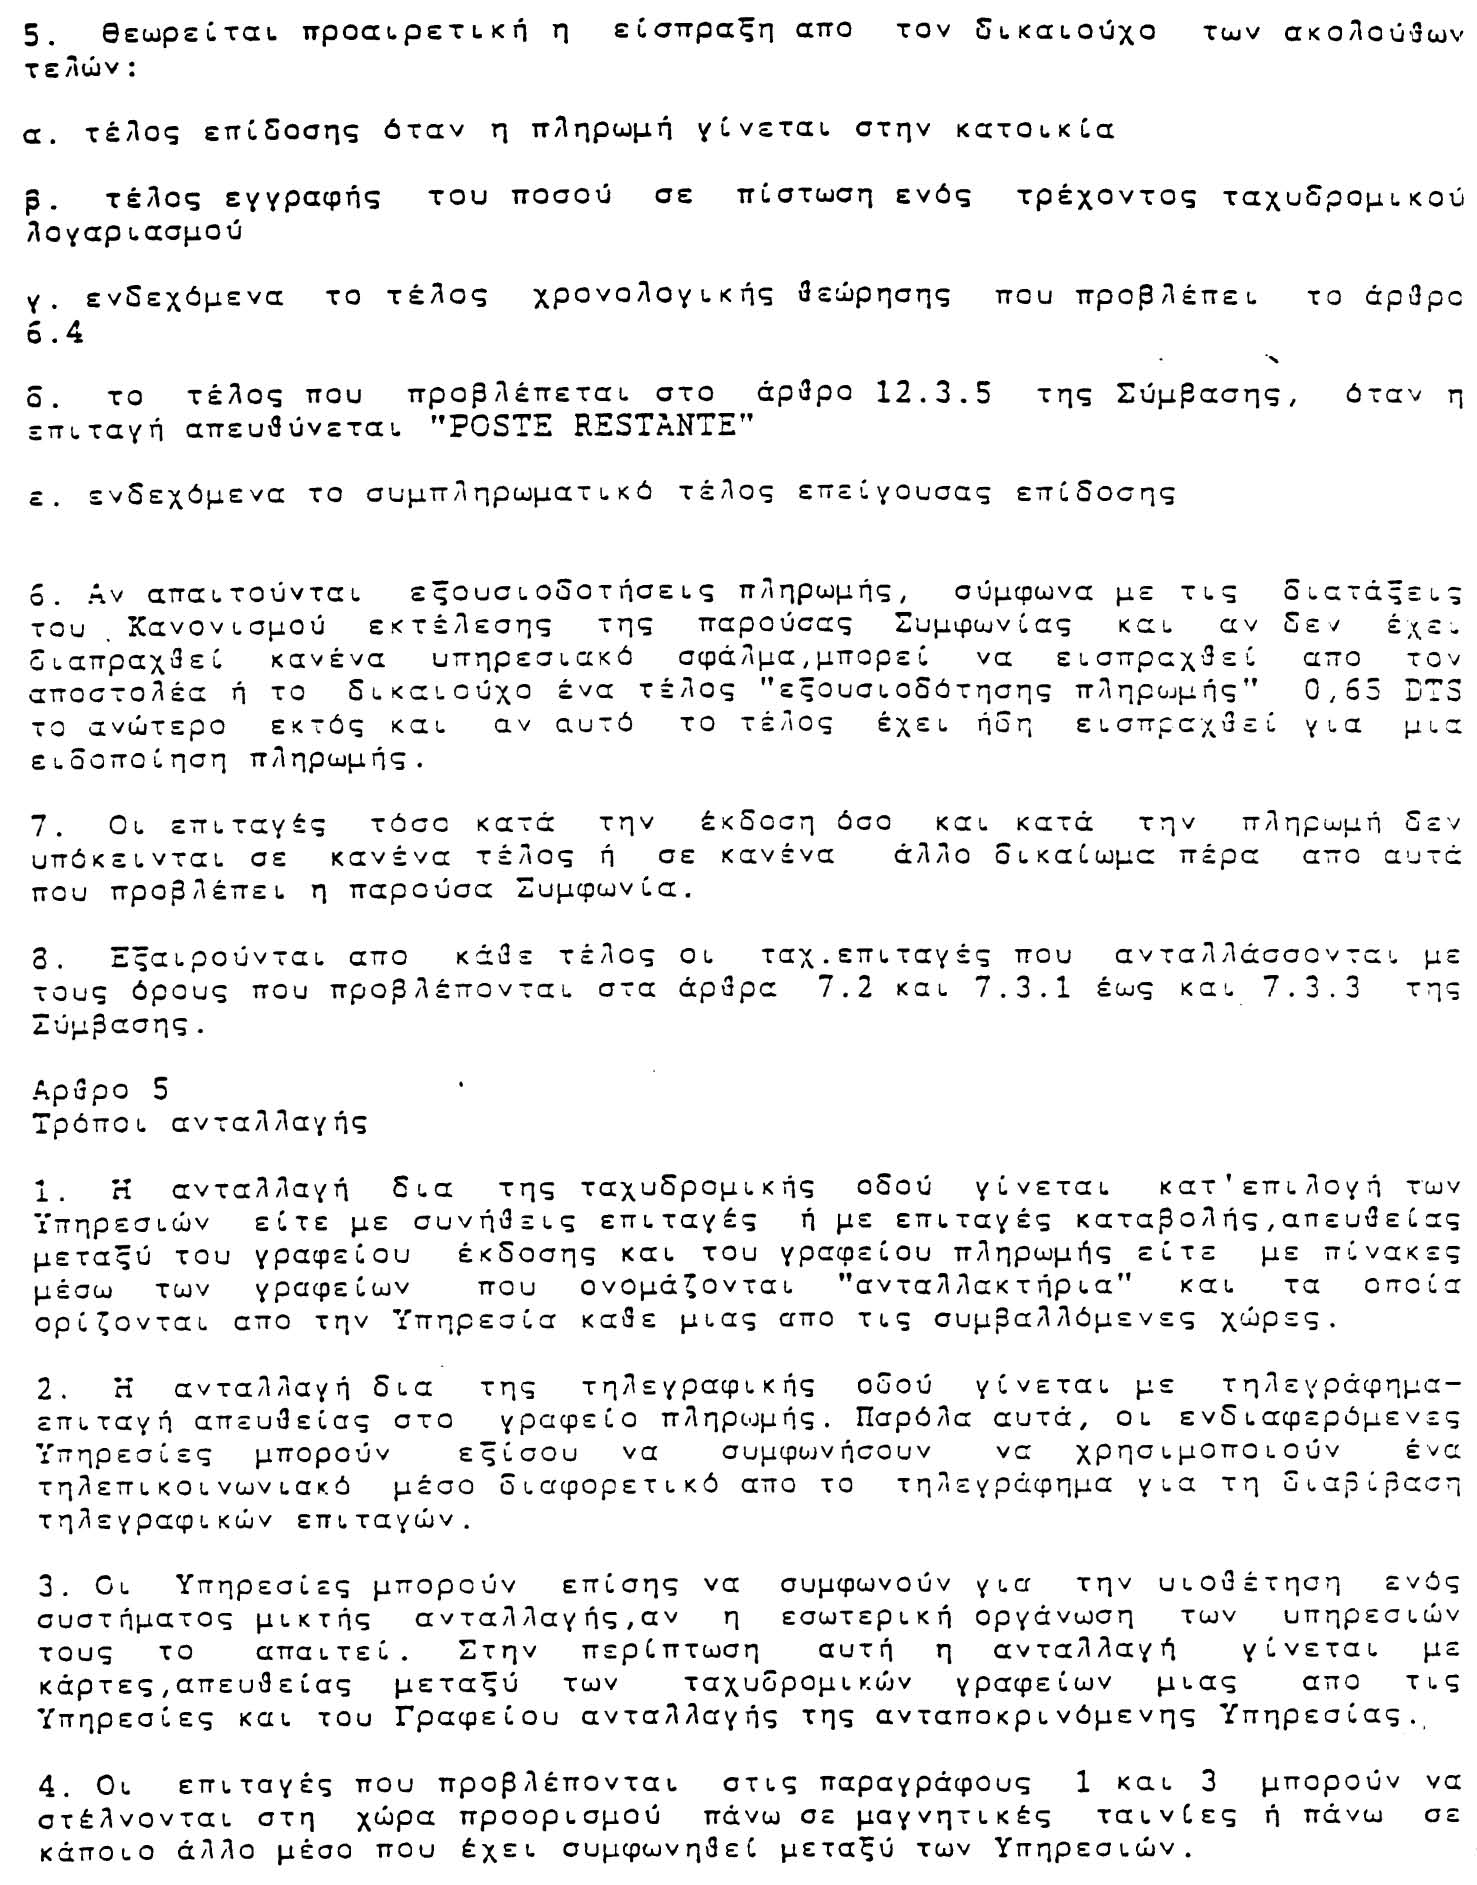 5. Θεωρείται προαιρετική η είσπραξη απο τον δικαιούχο των ακολούθων
τελών:
α. τέλος επίδοσης όταν η πληρωμή γίνεται στην κατοικία
β. τέλος εγγραφής του ποσού σε πίστωση ενός τρέχοντος ταχυδρομικού
λογαριασμού
γ. ενδεχόμενα το τέλος χρονολογικής θεώρησης που προβλέπει το άρθρο
6.4
δ. το τέλος που προβλέπεται στο άρθρο 12.3.5 της Σύμβασης, όταν η
επιταγή απευθύνεται "POSTE RESTANTE"
ε. ενδεχόμενα το συμπληρωματικό τέλος επείγουσας επίδοσης
6. Αν απαιτούνται εξουσιοδοτήσεις πληρωμής, σύμφωνα με τις διατάξεις
του Κανονισμού εκτέλεσης της παρούσας Συμφωνίας και αν δεν έχει
διαπραχθεί κανένα υπηρεσιακό σφάλμα,μπορεί να εισπραχθεί απο τον
αποστολέα ή το δικαιούχο ένα τέλος "εξουσιοδότησης πληρωμής" 0,65 DTS
το ανώτερο εκτός και αν αυτό το τέλος έχει ήδη εισπραχθεί για μια
ειδοποίηση πληρωμής.
7. Οι επιταγές τόσο κατά την έκδοση όσο και κατά την πληρωμή δεν
υπόκεινται σε κανένα τέλος ή σε κανένα άλλο δικαίωμα πέρα απο αυτά
που προβλέπει η παρούσα Συμφωνία.
8. Εξαιρούνται απο κάθε τέλος οι ταχ.επιταγές που ανταλλάσσονται με
τους όρους που προβλέπονται στα άρθρα 7.2 και 7.3.1 έως και 7.3.3 της
Σύμβασης.
Αρθρο 5
Τρόποι ανταλλαγής
1. Η ανταλλαγή δια της ταχυδρομικής οδού γίνεται κατ'επιλογή των
Υπηρεσιών είτε με συνήθεις επιταγές ή με επιταγές καταβολής,απευθείας
μεταξύ του γραφείου έκδοσης και του γραφείου πληρωμής είτε με πίνακες
μέσω των γραφείων που ονομάζονται "ανταλλακτήρια" και τα οποία
ορίζονται απο την Υπηρεσία καθε μιας απο τις συμβαλλόμενες χώρες.
2. Η ανταλλαγή δια της τηλεγραφικής οδού γίνεται με τηλεγράφημα-
επιταγή απευθείας στο γραφείο πληρωμής. Παρόλα αυτά, οι ενδιαφερόμενες
Υπηρεσίες μπορούν εξίσου να συμφωνήσουν να χρησιμοποιούν ένα
τηλεπικοινωνιακό μέσο διαφορετικό απο το τηλεγράφημα για τη διαβίβαση
τηλεγραφικών επιταγών.
3. Οι Υπηρεσίες μπορούν επίσης να συμφωνούν για την υιοθέτηση ενός
συστήματος μικτής ανταλλαγής,αν η εσωτερική οργάνωση των υπηρεσιών
τους το απαιτεί. Στην περίπτωση αυτή η ανταλλαγή γίνεται με
κάρτες,απευθείας μεταξύ των ταχυδρομικών γραφείων μιας απο τις
Υπηρεσίες και του Γραφείου ανταλλαγής της ανταποκρινόμενης Υπηρεσίας.
4. Οι επιταγές που προβλέπονται στις παραγράφους 1 και 3 μπορούν να
στέλνονται στη χώρα προορισμού πάνω σε μαγνητικές ταινίες ή πάνω σε
κάποιο άλλο μέσο που έχει συμφωνηθεί μεταξύ των Υπηρεσιών.